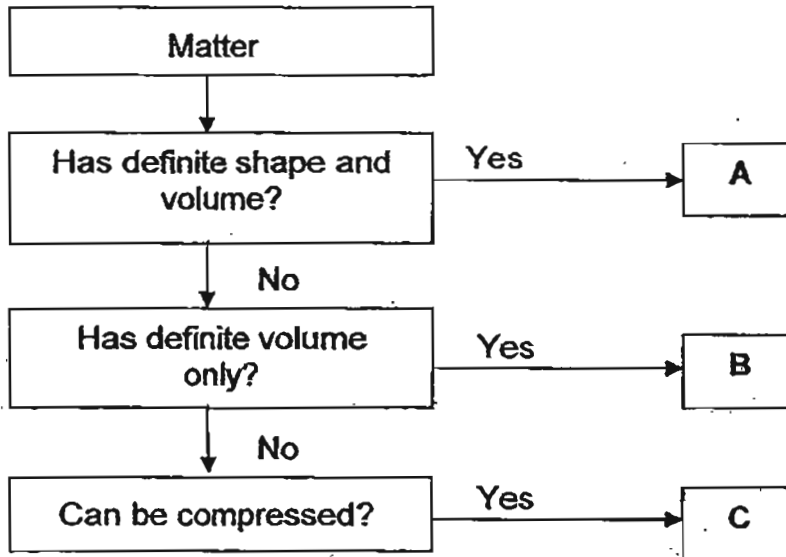 Matter
Has definite shape and
volume?
Yes
A
No
Has definite volume
only?
Yes
B
No
Can be compressed?
Yes
C